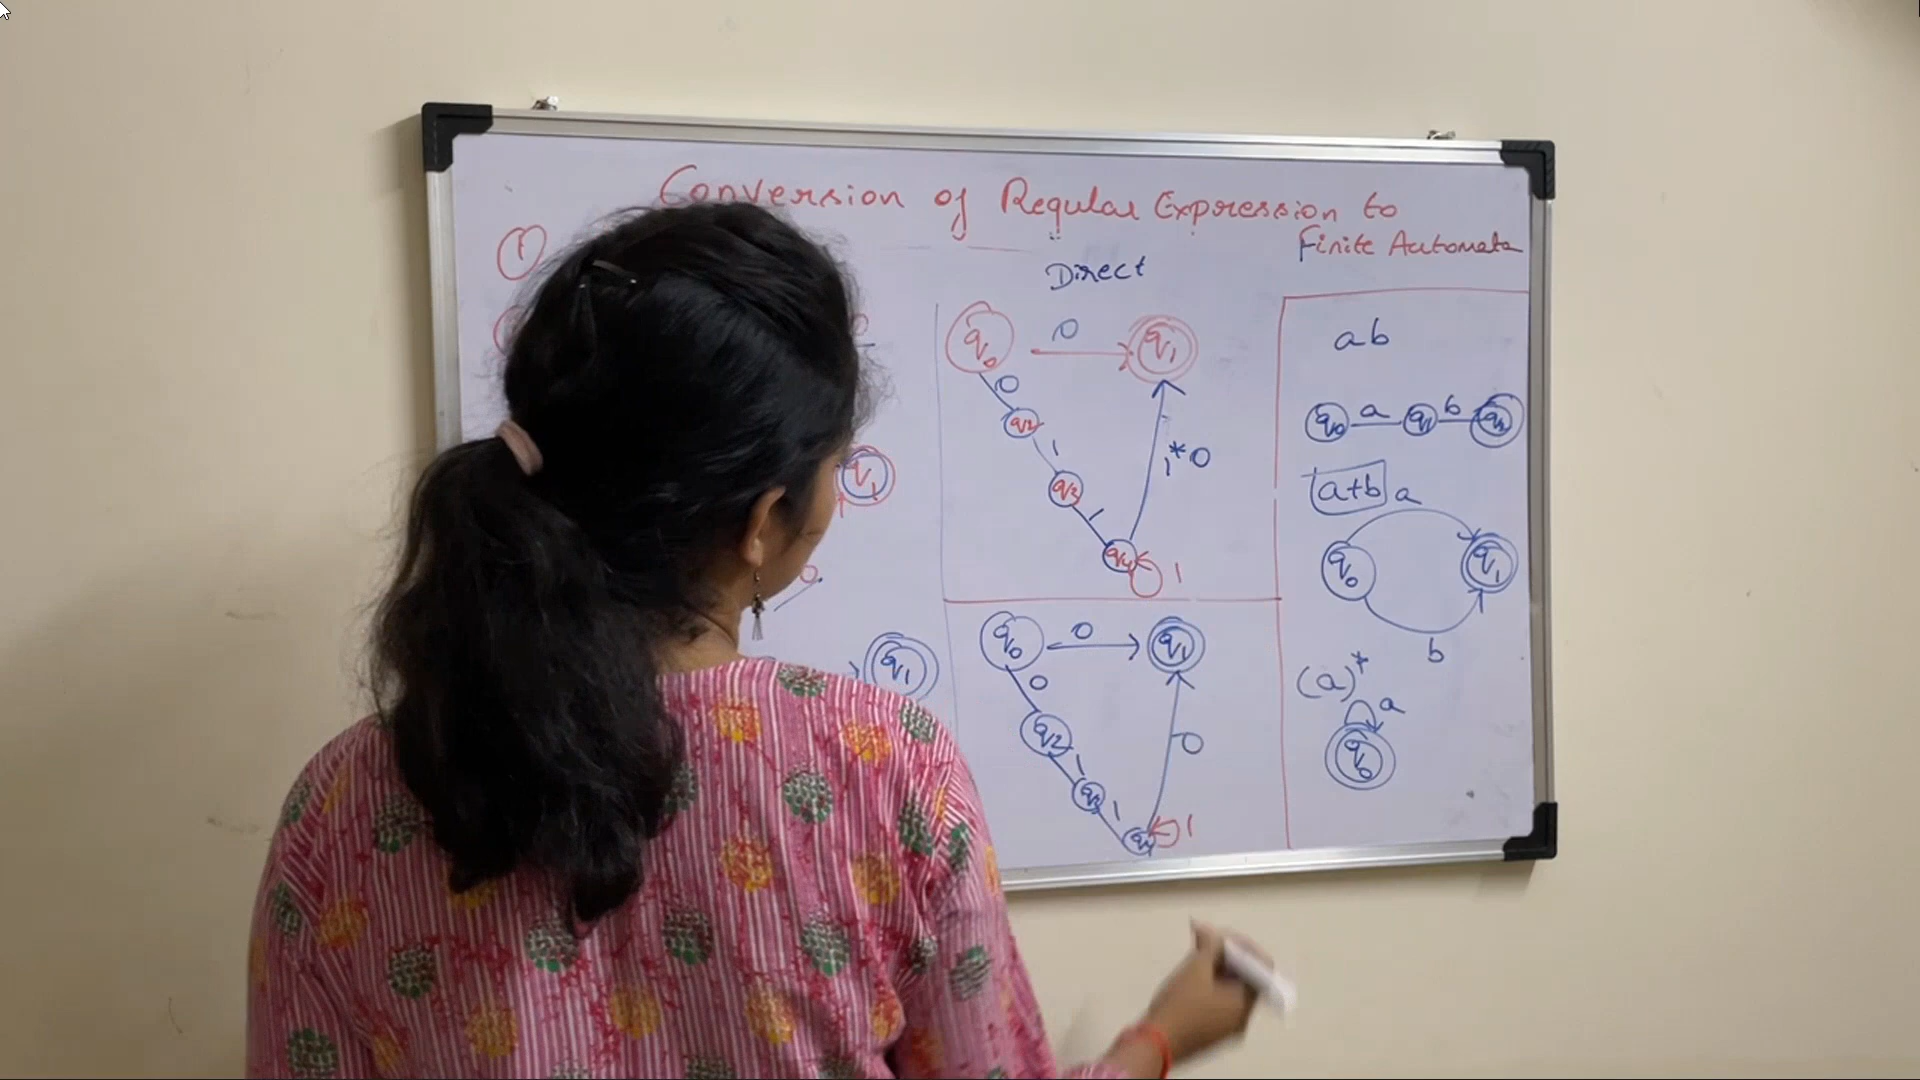 Conversion of Regular Expression to
Finite Automata
1
Direct
q0 0 q1
0
q2
1
q3
1
q4
1
1*0
q1
q1
q0 0 q1
0
q2
1
q3
1
q4
1
0
ab
q0 a q1 b q2
(a+b) a
q0 q1
b
(a)*
a
q0